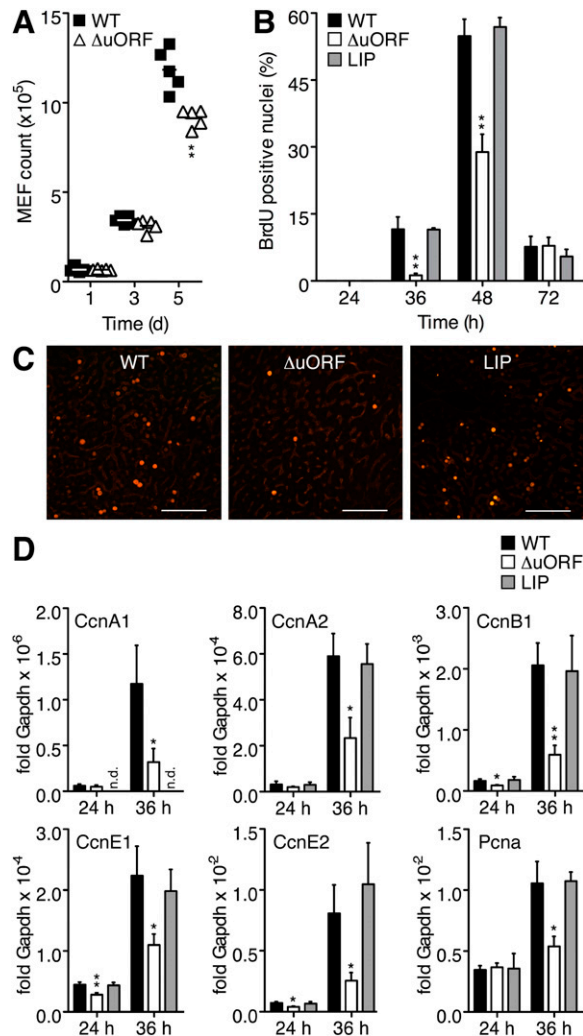 A
WT
ΔuORF
MEF count (x10⁵)
15
10
5
0
1 3 5
Time (d)
**
B
WT
ΔuORF
LIP
BrdU positive nuclei (%)
60
45
30
15
0
** **
24 36 48 72
Time (h)
C
WT ΔuORF LIP
D
WT
ΔuORF
LIP
CcnA1
fold Gapdh x 10⁻⁶
2.0
1.5
1.0
0.5
0.0
n.d. * n.d.
24 h 36 h
CcnA2
fold Gapdh x 10⁻⁴
8.0
6.0
4.0
2.0
0.0
*
24 h 36 h
CcnB1
fold Gapdh x 10⁻³
3.0
2.0
1.0
0.0
* **
24 h 36 h
CcnE1
fold Gapdh x 10⁻⁴
3.0
2.0
1.0
0.0
** *
24 h 36 h
CcnE2
fold Gapdh x 10⁻²
1.5
1.0
0.5
0.0
* *
24 h 36 h
Pcna
fold Gapdh x 10⁻²
1.5
1.0
0.5
0.0
*
24 h 36 h